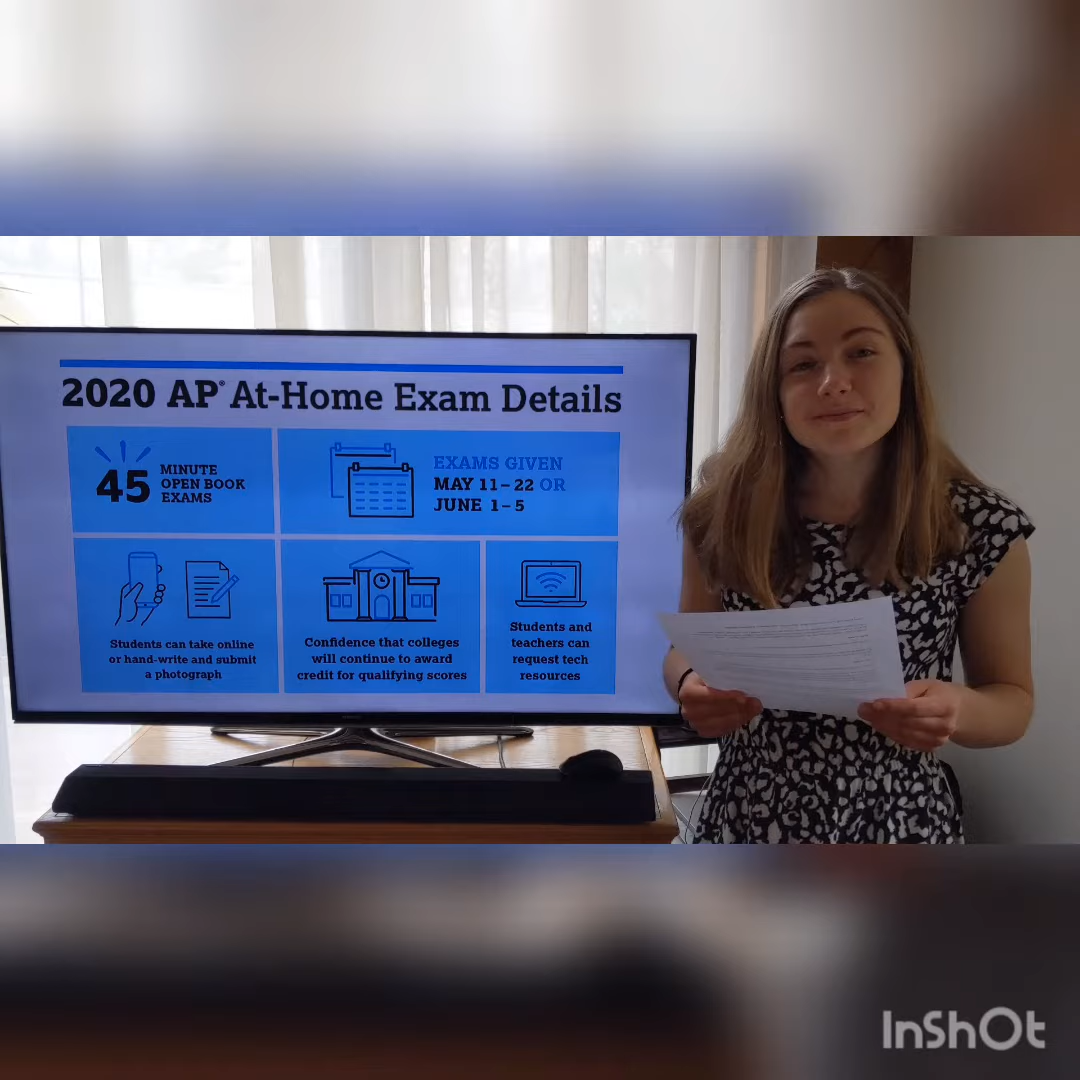 2020 AP® At-Home Exam Details
45 MINUTE
OPEN BOOK
EXAMS
EXAMS GIVEN
MAY 11–22 OR
JUNE 1–5
Students can take online
or hand-write and submit
a photograph
Confidence that colleges
will continue to award
credit for qualifying scores
Students and
teachers can
request tech
resources
InShOt